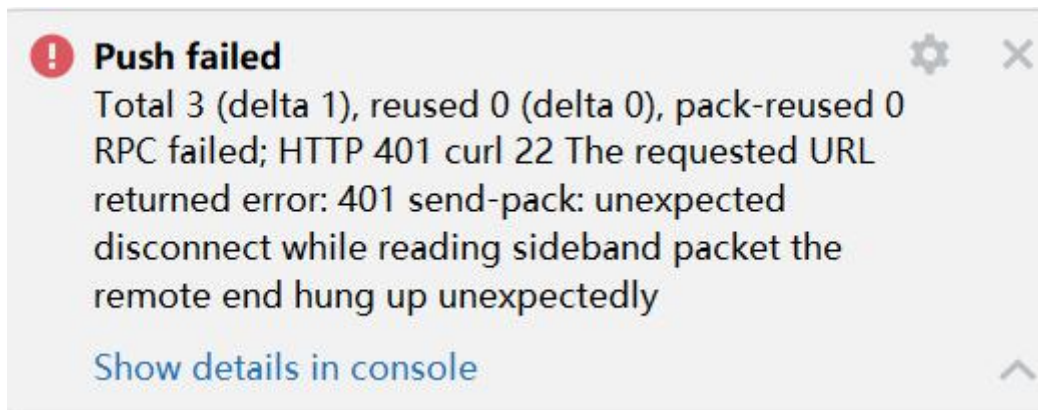 Push failed
Total 3 (delta 1), reused 0 (delta 0), pack-reused 0
RPC failed; HTTP 401 curl 22 The requested URL
returned error: 401 send-pack: unexpected
disconnect while reading sideband packet the
remote end hung up unexpectedly
Show details in console